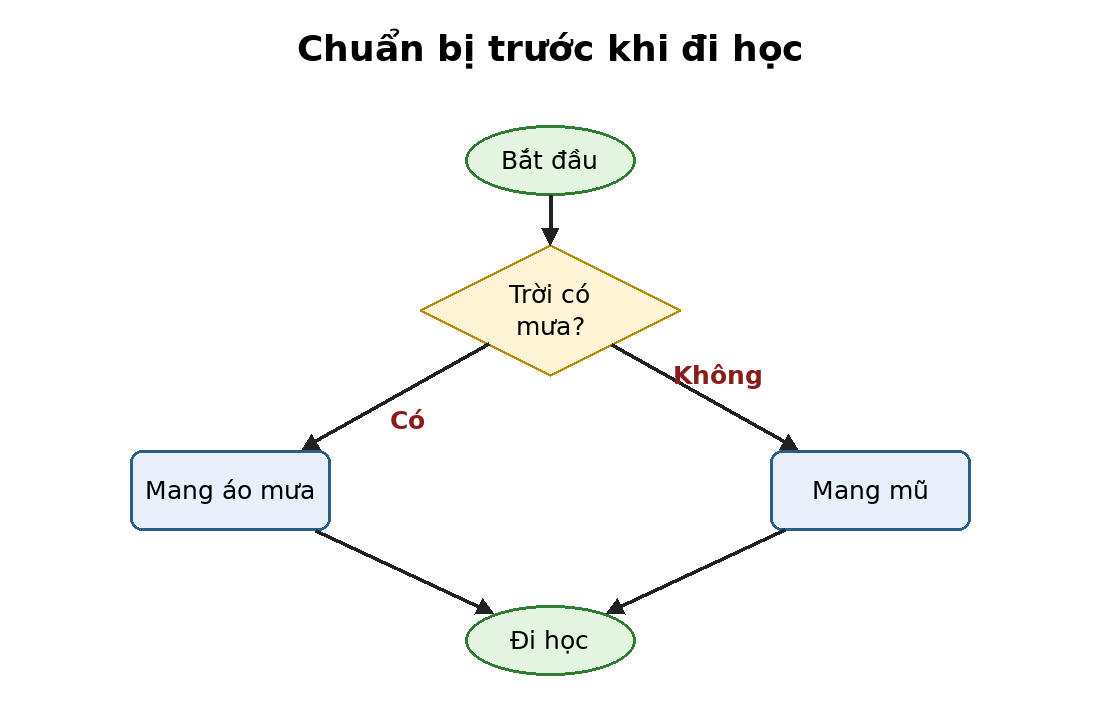 Chuẩn bị trước khi đi học
Bắt đầu
Trời có
mưa?
Không
Có
Mang áo mưa
Mang mũ
Đi học